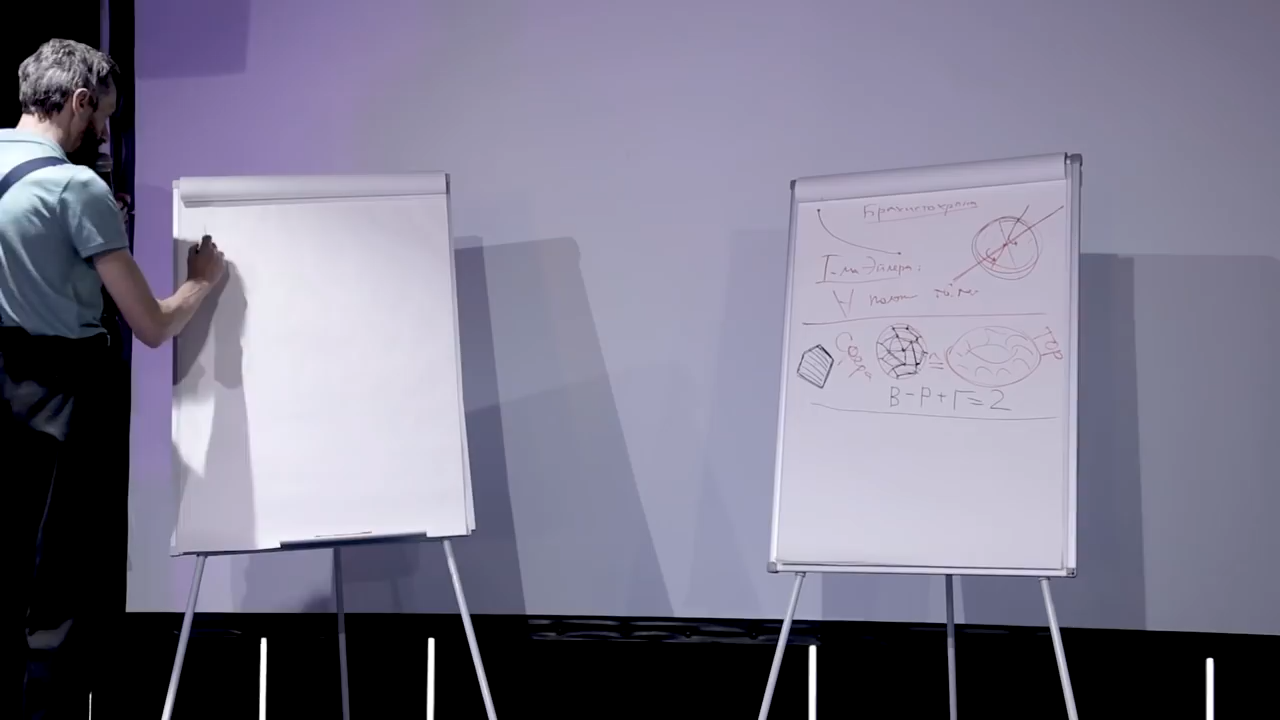 Брахистохрона
Т-ма Эйлера:
∀
Сфера
≅
ТОР
В-Р+Г=2